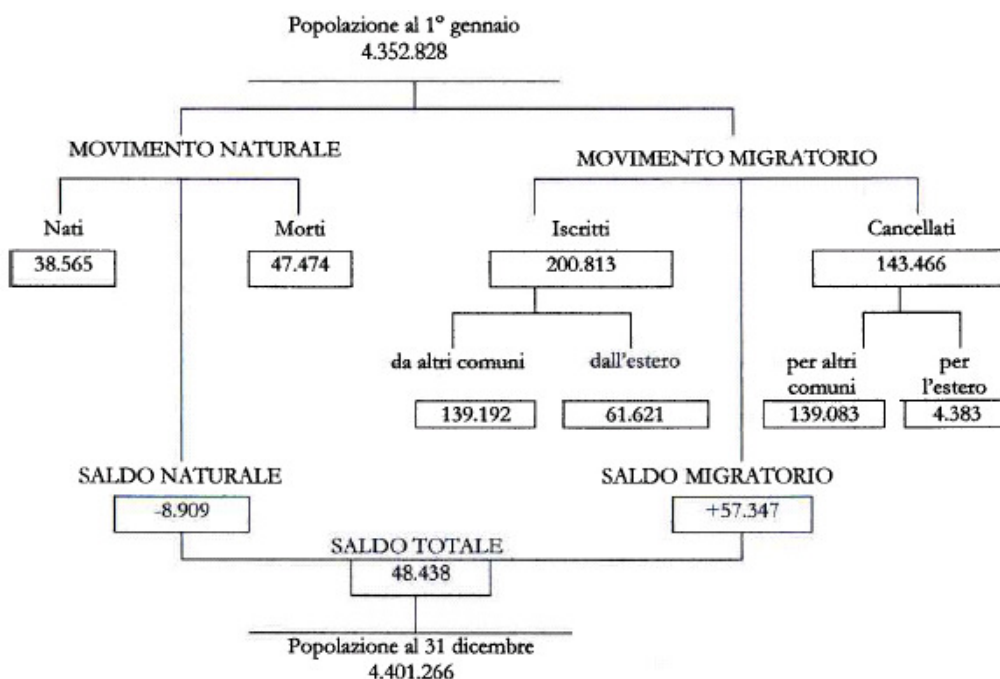 Popolazione al 1° gennaio
4.352.828
MOVIMENTO NATURALE
MOVIMENTO MIGRATORIO
Nati
Morti
Iscritti
Cancellati
38.565
47.474
200.813
143.466
da altri comuni
dall'estero
per altri
comuni
per
l'estero
139.192
61.621
139.083
4.383
SALDO NATURALE
SALDO MIGRATORIO
-8.909
+57.347
SALDO TOTALE
48.438
Popolazione al 31 dicembre
4.401.266